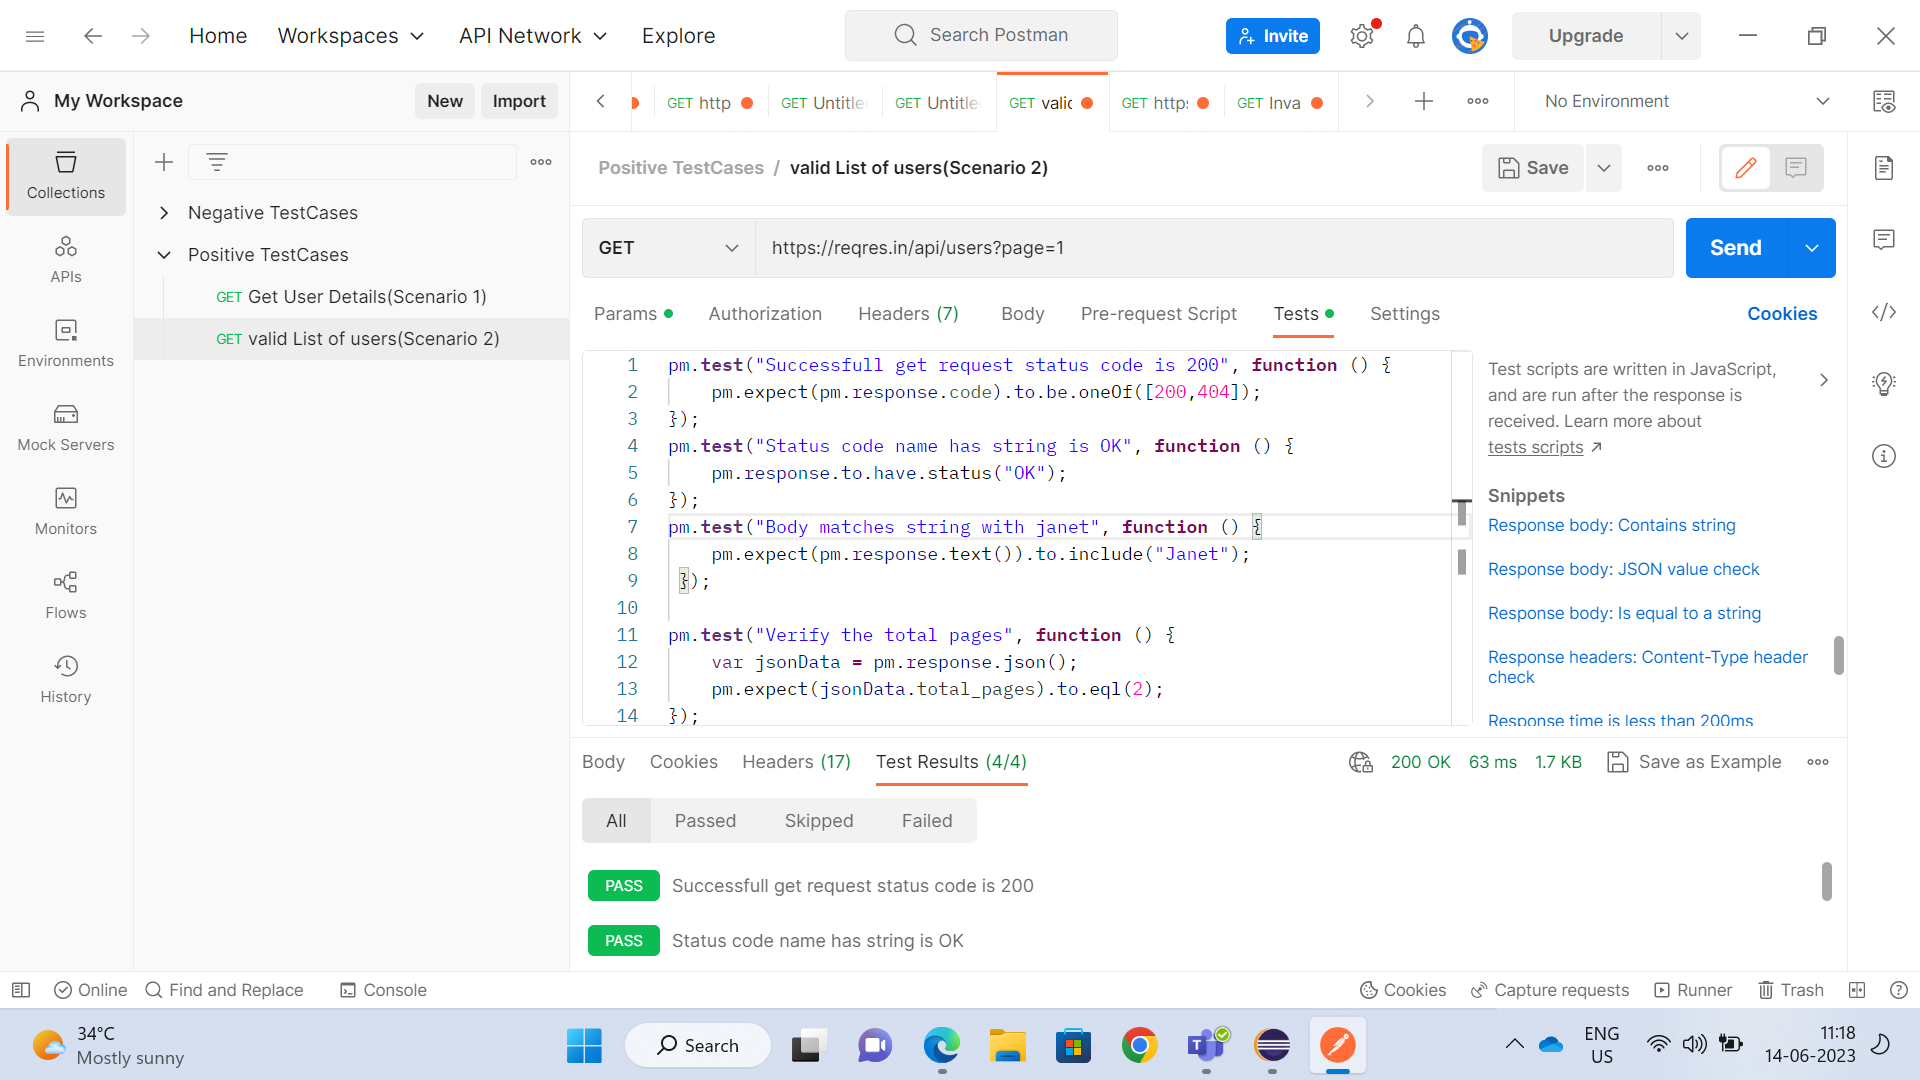 Home Workspaces API Network Explore Search Postman Invite Upgrade
My Workspace New Import GET http GET Untitle GET Untitle GET valic GET https GET Inva No Environment
Positive TestCases / valid List of users(Scenario 2) Save
Collections
APIs
Environments
Mock Servers
Monitors
Flows
History
Negative TestCases
Positive TestCases
GET Get User Details(Scenario 1)
GET valid List of users(Scenario 2)
GET https://reqres.in/api/users?page=1 Send
Params Authorization Headers (7) Body Pre-request Script Tests Settings Cookies
1 pm.test("Successfull get request status code is 200", function () {
2 pm.expect(pm.response.code).to.be.oneOf([200,404]);
3 });
4 pm.test("Status code name has string is OK", function () {
5 pm.response.to.have.status("OK");
6 });
7 pm.test("Body matches string with janet", function () {
8 pm.expect(pm.response.text()).to.include("Janet");
9 });
10
11 pm.test("Verify the total pages", function () {
12 var jsonData = pm.response.json();
13 pm.expect(jsonData.total_pages).to.eql(2);
14 });
Test scripts are written in JavaScript,
and are run after the response is
received. Learn more about
tests scripts
Snippets
Response body: Contains string
Response body: JSON value check
Response body: Is equal to a string
Response headers: Content-Type header
check
Response time is less than 200ms
Body Cookies Headers (17) Test Results (4/4) 200 OK 63 ms 1.7 KB Save as Example
All Passed Skipped Failed
PASS Successfull get request status code is 200
PASS Status code name has string is OK
Online Find and Replace Console Cookies Capture requests Runner Trash
34°C
Mostly sunny
Search
ENG
US
11:18
14-06-2023